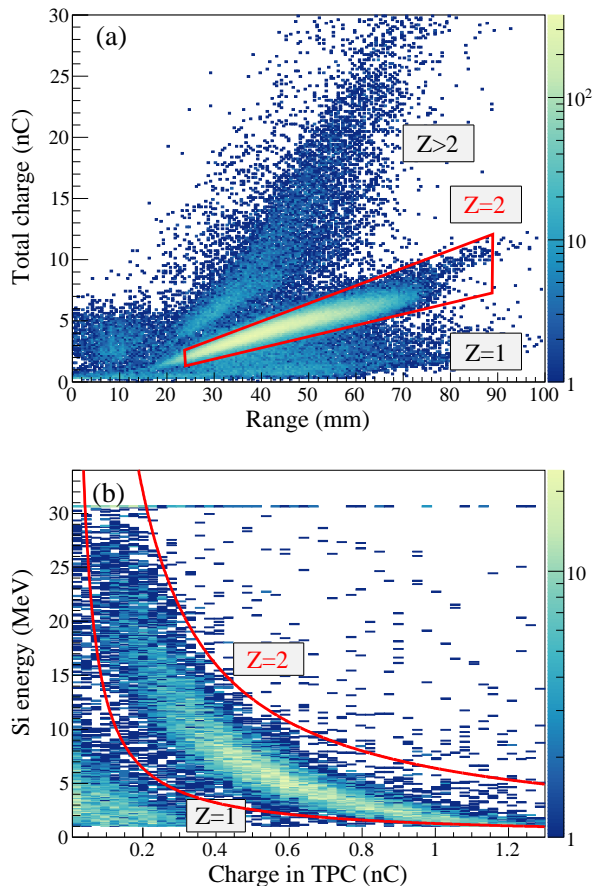 (a)
Total charge (nC)
30
25
20
15
10
5
0
Z>2
Z=2
Z=1
0 10 20 30 40 50 60 70 80 90 100
Range (mm)
10²
10
1
(b)
Si energy (MeV)
30
25
20
15
10
5
0
Z=2
Z=1
0.2 0.4 0.6 0.8 1 1.2
Charge in TPC (nC)
10
1